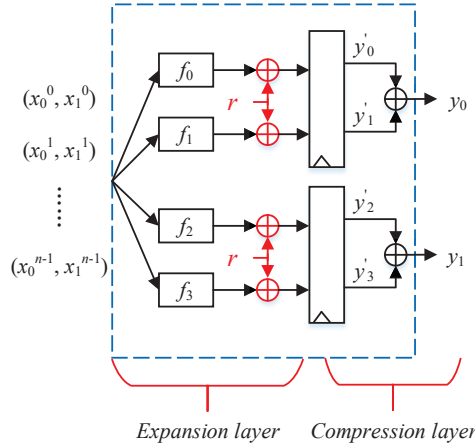 (x₀⁰, x₁⁰)
(x₀¹, x₁¹)
......
(x₀ⁿ⁻¹, x₁ⁿ⁻¹)
f₀
f₁
f₂
f₃
r
r
y'₀
y'₁
y'₂
y'₃
y₀
y₁
Expansion layer
Compression layer